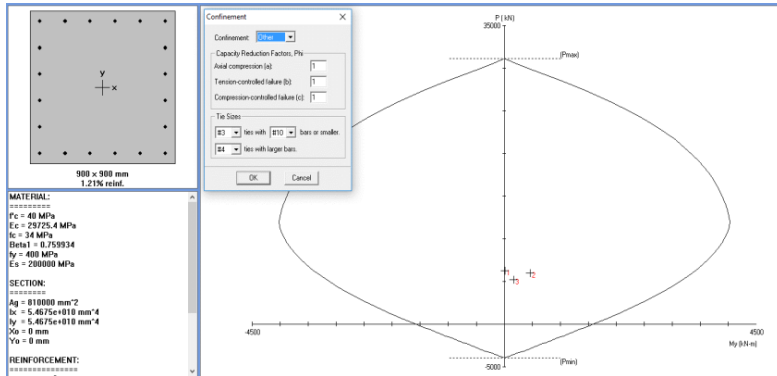 y
x
900 x 900 mm
1.21% reinf.
MATERIAL:
=========
f'c = 40 MPa
Ec = 29725.4 MPa
fc = 34 MPa
Beta1 = 0.759934
fy = 400 MPa
Es = 200000 MPa
SECTION:
========
Ag = 810000 mm^2
Ix = 5.4675e+010 mm^4
Iy = 5.4675e+010 mm^4
Xo = 0 mm
Yo = 0 mm
REINFORCEMENT:
==============
Confinement
Confinement: Other
Capacity Reduction Factors, Phi
Axial compression (a): 1
Tension-controlled failure (b): 1
Compression-controlled failure (c): 1
Tie Sizes
#3 ties with #10 bars or smaller.
#4 ties with larger bars.
OK Cancel
P ( kN)
35000
(Pmax)
1
2
3
-4500
4500
My (kN-m)
(Pmin)
-5000